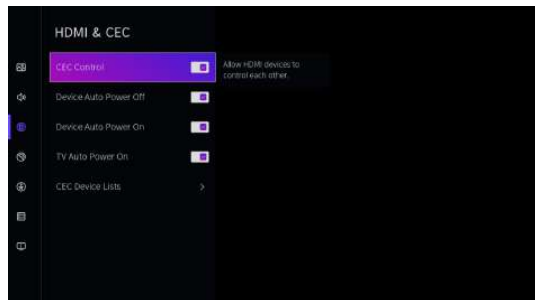 HDMI & CEC
CEC Control
Allow HDMI devices to
control each other.
Device Auto Power Off
Device Auto Power On
TV Auto Power On
CEC Device Lists